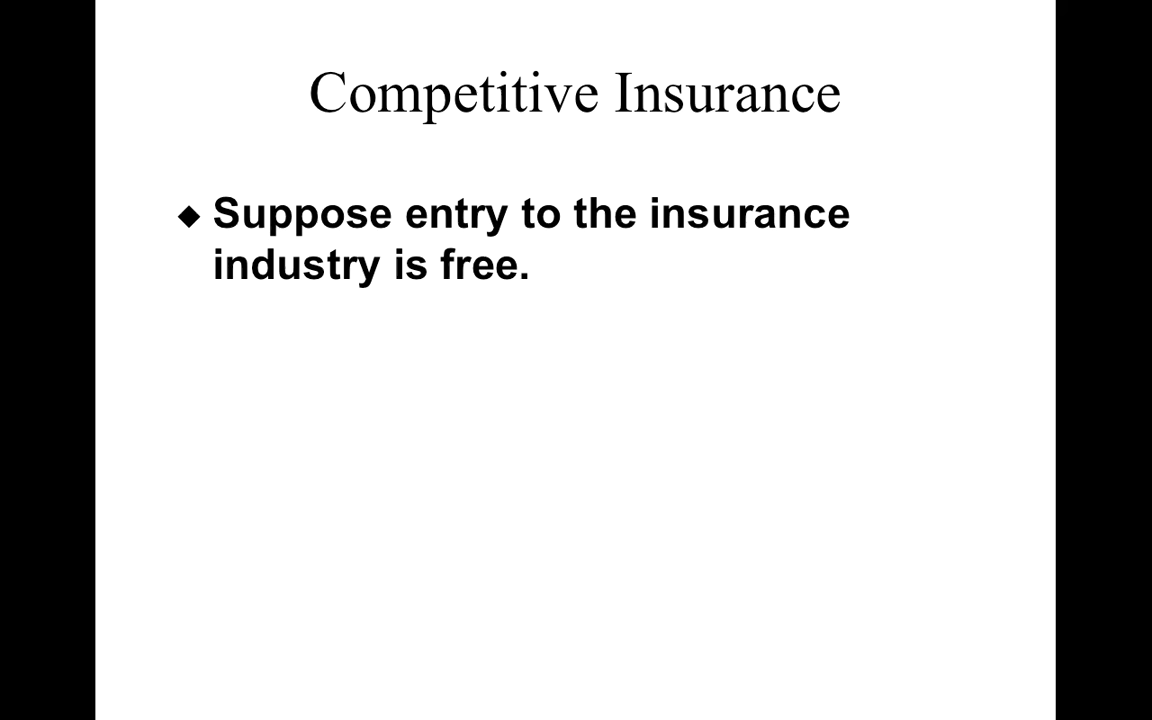 Competitive Insurance
◆ Suppose entry to the insurance
industry is free.